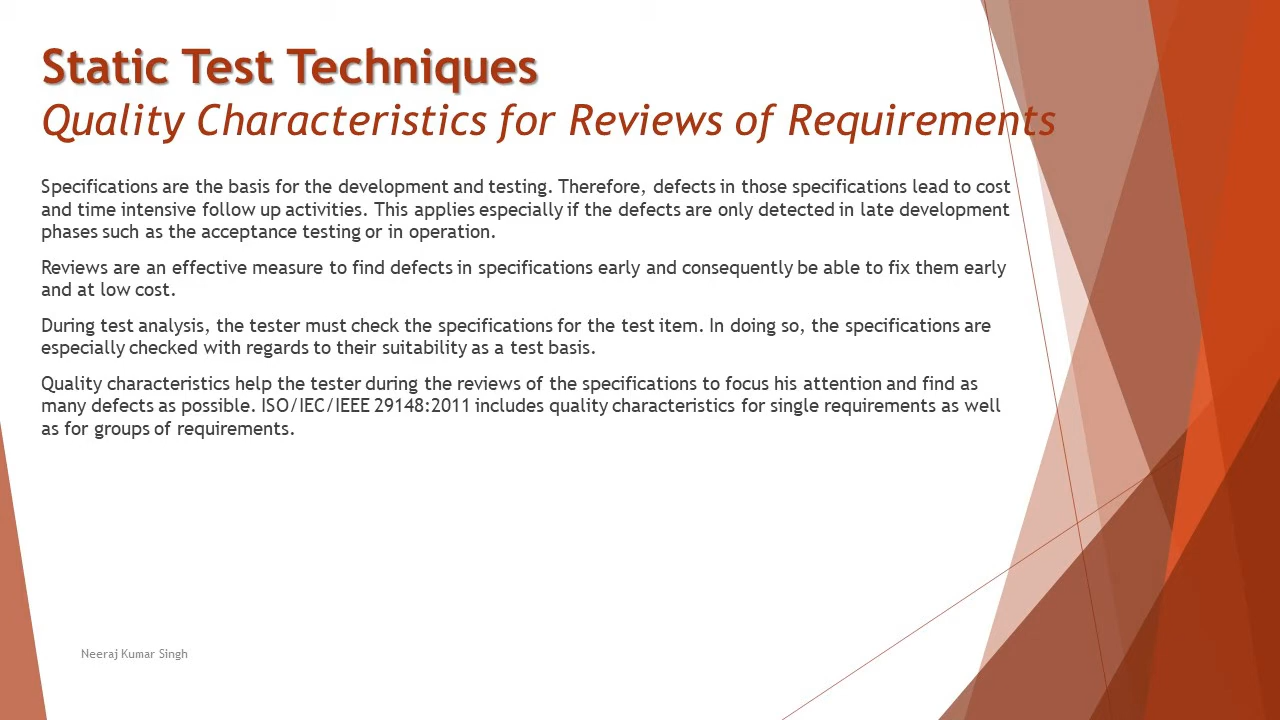 Static Test Techniques
Quality Characteristics for Reviews of Requirements
Specifications are the basis for the development and testing. Therefore, defects in those specifications lead to cost
and time intensive follow up activities. This applies especially if the defects are only detected in late development
phases such as the acceptance testing or in operation.
Reviews are an effective measure to find defects in specifications early and consequently be able to fix them early
and at low cost.
During test analysis, the tester must check the specifications for the test item. In doing so, the specifications are
especially checked with regards to their suitability as a test basis.
Quality characteristics help the tester during the reviews of the specifications to focus his attention and find as
many defects as possible. ISO/IEC/IEEE 29148:2011 includes quality characteristics for single requirements as well
as for groups of requirements.
Neeraj Kumar Singh